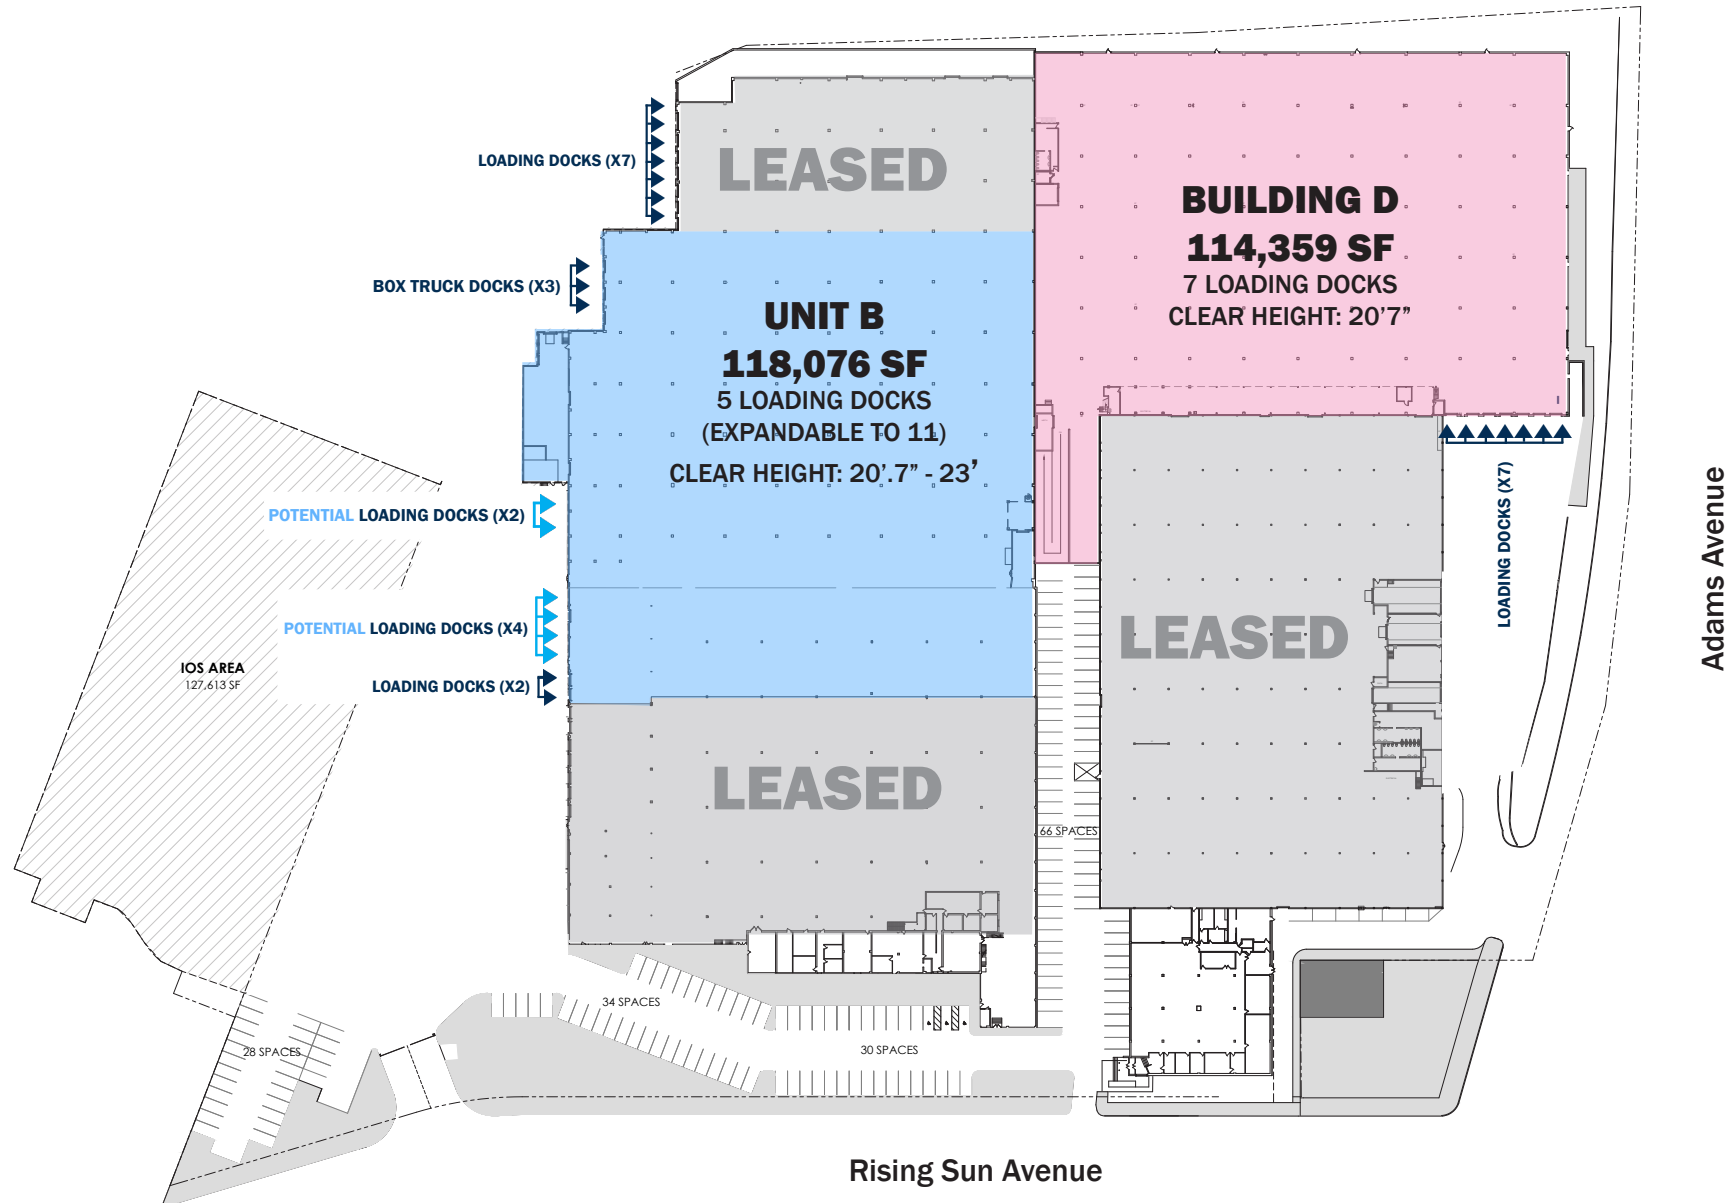 LOADING DOCKS (X7)
LEASED
BUILDING D
114,359 SF
7 LOADING DOCKS
CLEAR HEIGHT: 20'7”
BOX TRUCK DOCKS (X3)
UNIT B
118,076 SF
5 LOADING DOCKS
(EXPANDABLE TO 11)
CLEAR HEIGHT: 20'.7” - 23’
POTENTIAL LOADING DOCKS (X2)
LOADING DOCKS (X7)
Adams Avenue
POTENTIAL LOADING DOCKS (X4)
LEASED
IOS AREA
127,613 SF
LOADING DOCKS (X2)
LEASED
66 SPACES
34 SPACES
30 SPACES
28 SPACES
Rising Sun Avenue